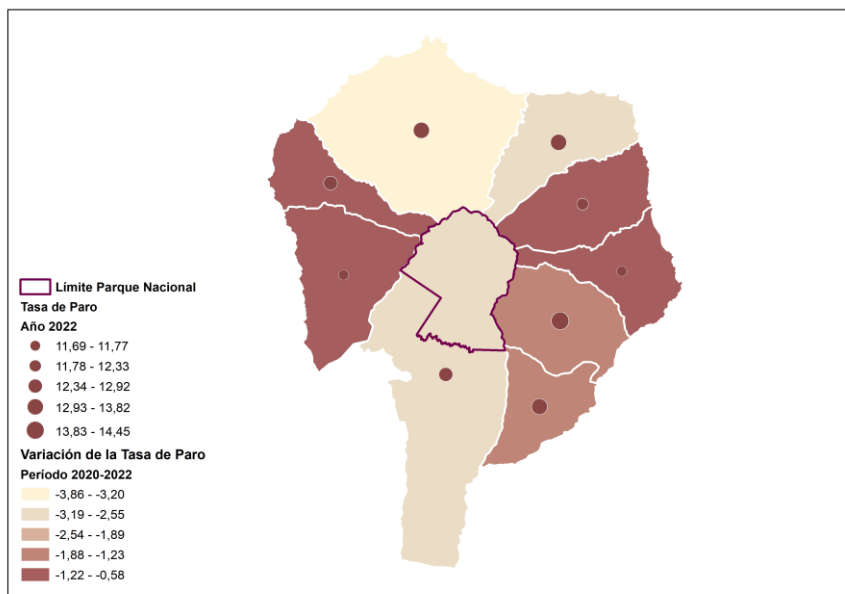 Límite Parque Nacional
Tasa de Paro
Año 2022
11,69 - 11,77
11,78 - 12,33
12,34 - 12,92
12,93 - 13,82
13,83 - 14,45
Variación de la Tasa de Paro
Período 2020-2022
-3,86 - -3,20
-3,19 - -2,55
-2,54 - -1,89
-1,88 - -1,23
-1,22 - -0,58